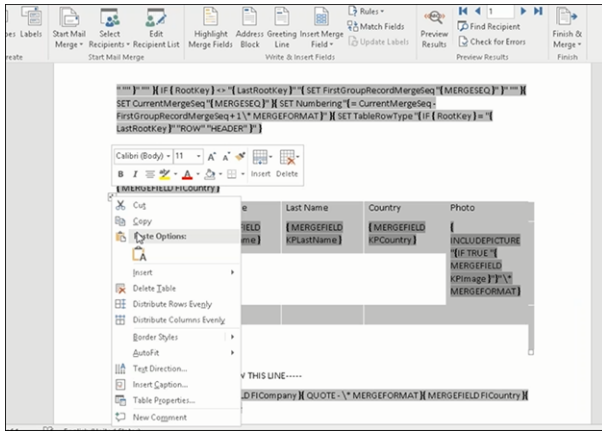 Rules
Match Fields
Update Labels
1
Find Recipient
Check for Errors
Labels
Start Mail Merge
Select Recipients
Edit Recipient List
Highlight Merge Fields
Address Block
Greeting Line
Insert Merge Field
Preview Results
Finish & Merge
Start Mail Merge
Write & Insert Fields
Preview Results
Finish
" "" }" "" }{ IF { RootKey } <> "{ LastRootKey }" "{ SET FirstGroupRecordMergeSeq "{ MERGESEQ }" }" "" }{
SET CurrentMergeSeq "{ MERGESEQ }" }{ SET Numbering "{ = CurrentMergeSeq -
FirstGroupRecordMergeSeq + 1 \* MERGEFORMAT }" }{ SET TableRowType "{ IF { RootKey } = "{
LastRootKey }" "ROW" "HEADER" }" }
Calibri (Body) 11 A A
B I A Insert Delete
{ MERGEFIELD FICountry }
Last Name Country Photo
{ MERGEFIELD KPLastName }
{ MERGEFIELD KPCountry }
{
INCLUDEPICTURE
"{ IF TRUE "{
MERGEFIELD
KPImage }" }" \*
MERGEFORMAT }
Cut
Copy
Paste Options:
Insert
Delete Table
Distribute Rows Evenly
Distribute Columns Evenly
Border Styles
AutoFit
Text Direction...
Insert Caption...
Table Properties...
New Comment
THIS LINE-----
FICompany }{ QUOTE - \* MERGEFORMAT }{ MERGEFIELD FICountry }{